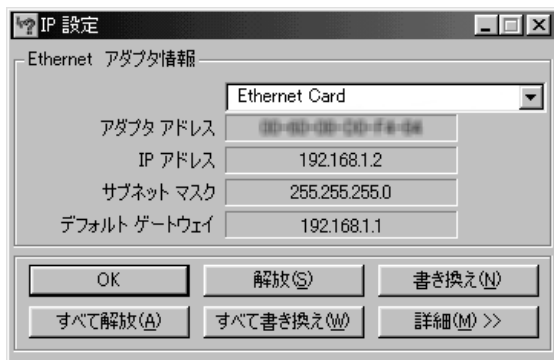 IP 設定
Ethernet アダプタ情報
Ethernet Card
アダプタ アドレス
IP アドレス 192.168.1.2
サブネット マスク 255.255.255.0
デフォルト ゲートウェイ 192.168.1.1
OK 解放(S) 書き換え(N)
すべて解放(A) すべて書き換え(W) 詳細(M) >>